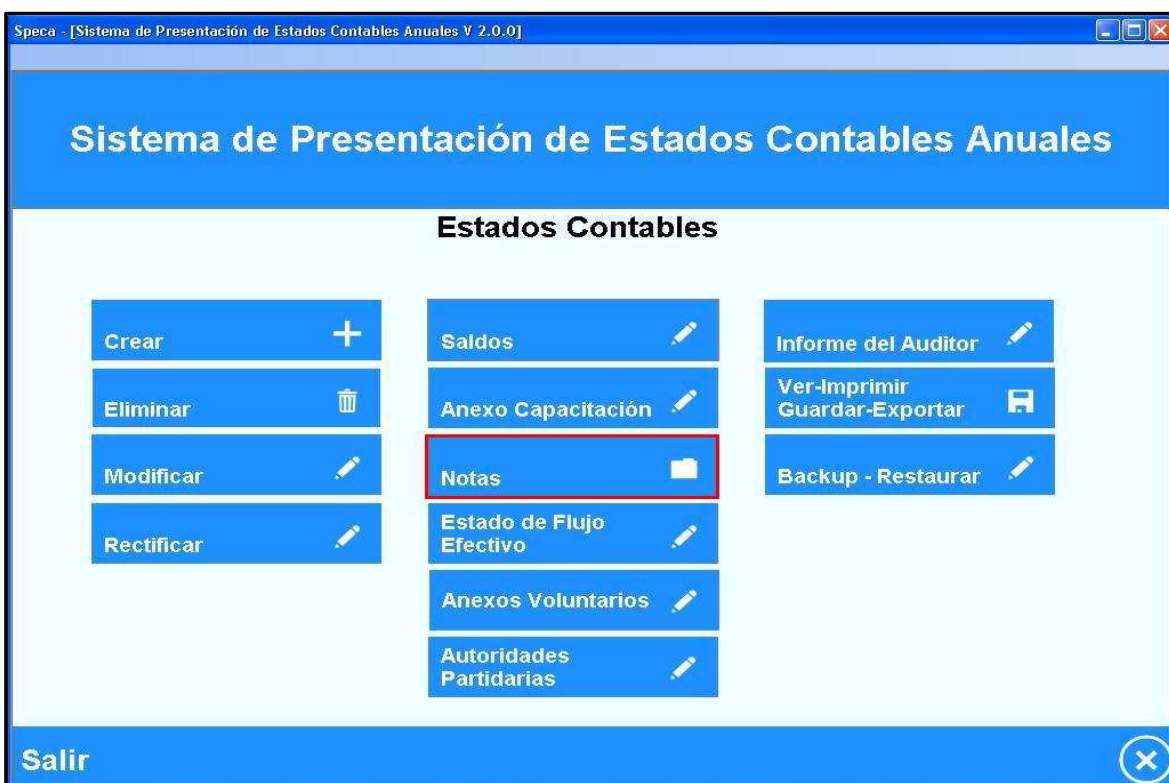 Speca - [Sistema de Presentación de Estados Contables Anuales V 2.0.0]
Sistema de Presentación de Estados Contables Anuales
Estados Contables
Crear
Eliminar
Modificar
Rectificar
Saldos
Anexo Capacitación
Notas
Estado de Flujo
Efectivo
Anexos Voluntarios
Autoridades
Partidarias
Informe del Auditor
Ver-Imprimir
Guardar-Exportar
Backup - Restaurar
Salir